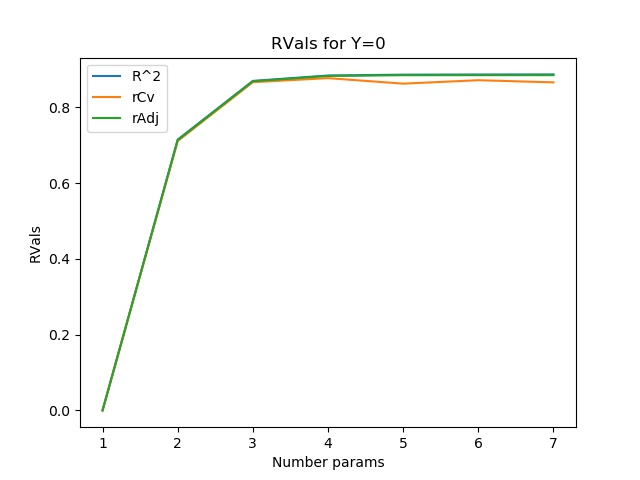 RVals for Y=0
R^2
rCv
rAdj
RVals
0.8
0.6
0.4
0.2
0.0
1 2 3 4 5 6 7
Number params